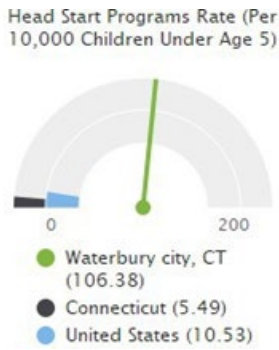 Head Start Programs Rate (Per
10,000 Children Under Age 5)
0
200
Waterbury city, CT
(106.38)
Connecticut (5.49)
United States (10.53)